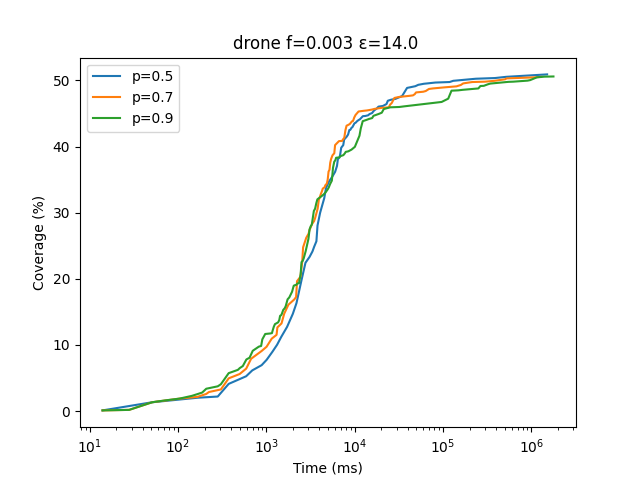 drone f=0.003 ε=14.0
p=0.5
p=0.7
p=0.9
Coverage (%)
50
40
30
20
10
0
10¹ 10² 10³ 10⁴ 10⁵ 10⁶
Time (ms)